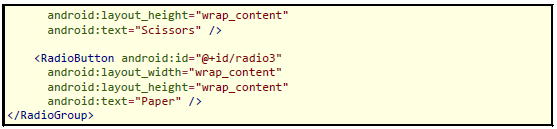 android:layout_height="wrap_content"
android:text="Scissors" />
<RadioButton android:id="@+id/radio3"
android:layout_width="wrap_content"
android:layout_height="wrap_content"
android:text="Paper" />
</RadioGroup>